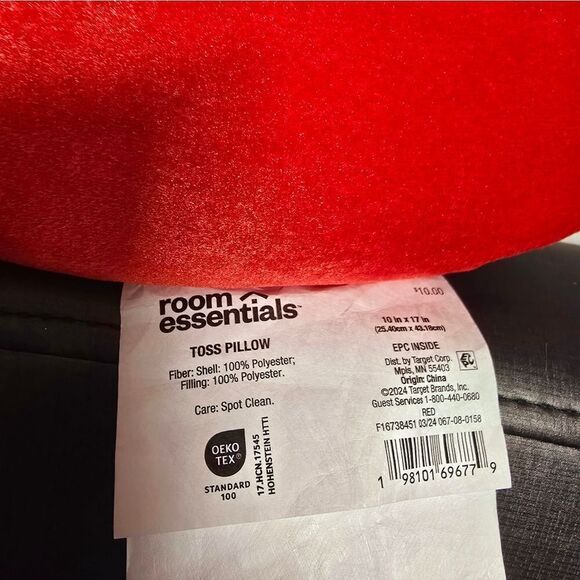 room
essentials™
TOSS PILLOW
Fiber: Shell: 100% Polyester;
Filling: 100% Polyester.
Care: Spot Clean.
OEKO
TEX®
STANDARD
100
17.HCN.17545
HOHENSTEIN HTTI
$10.00
10 in x 17 in
(25.40cm x 43.18cm)
EPC INSIDE
Dist. by Target Corp.
Mpls, MN 55403
Origin: China
©2024 Target Brands, Inc.
Guest Services 1-800-440-0680
RED
F16738451 03/24 067-08-0158
1 98101 69677 9